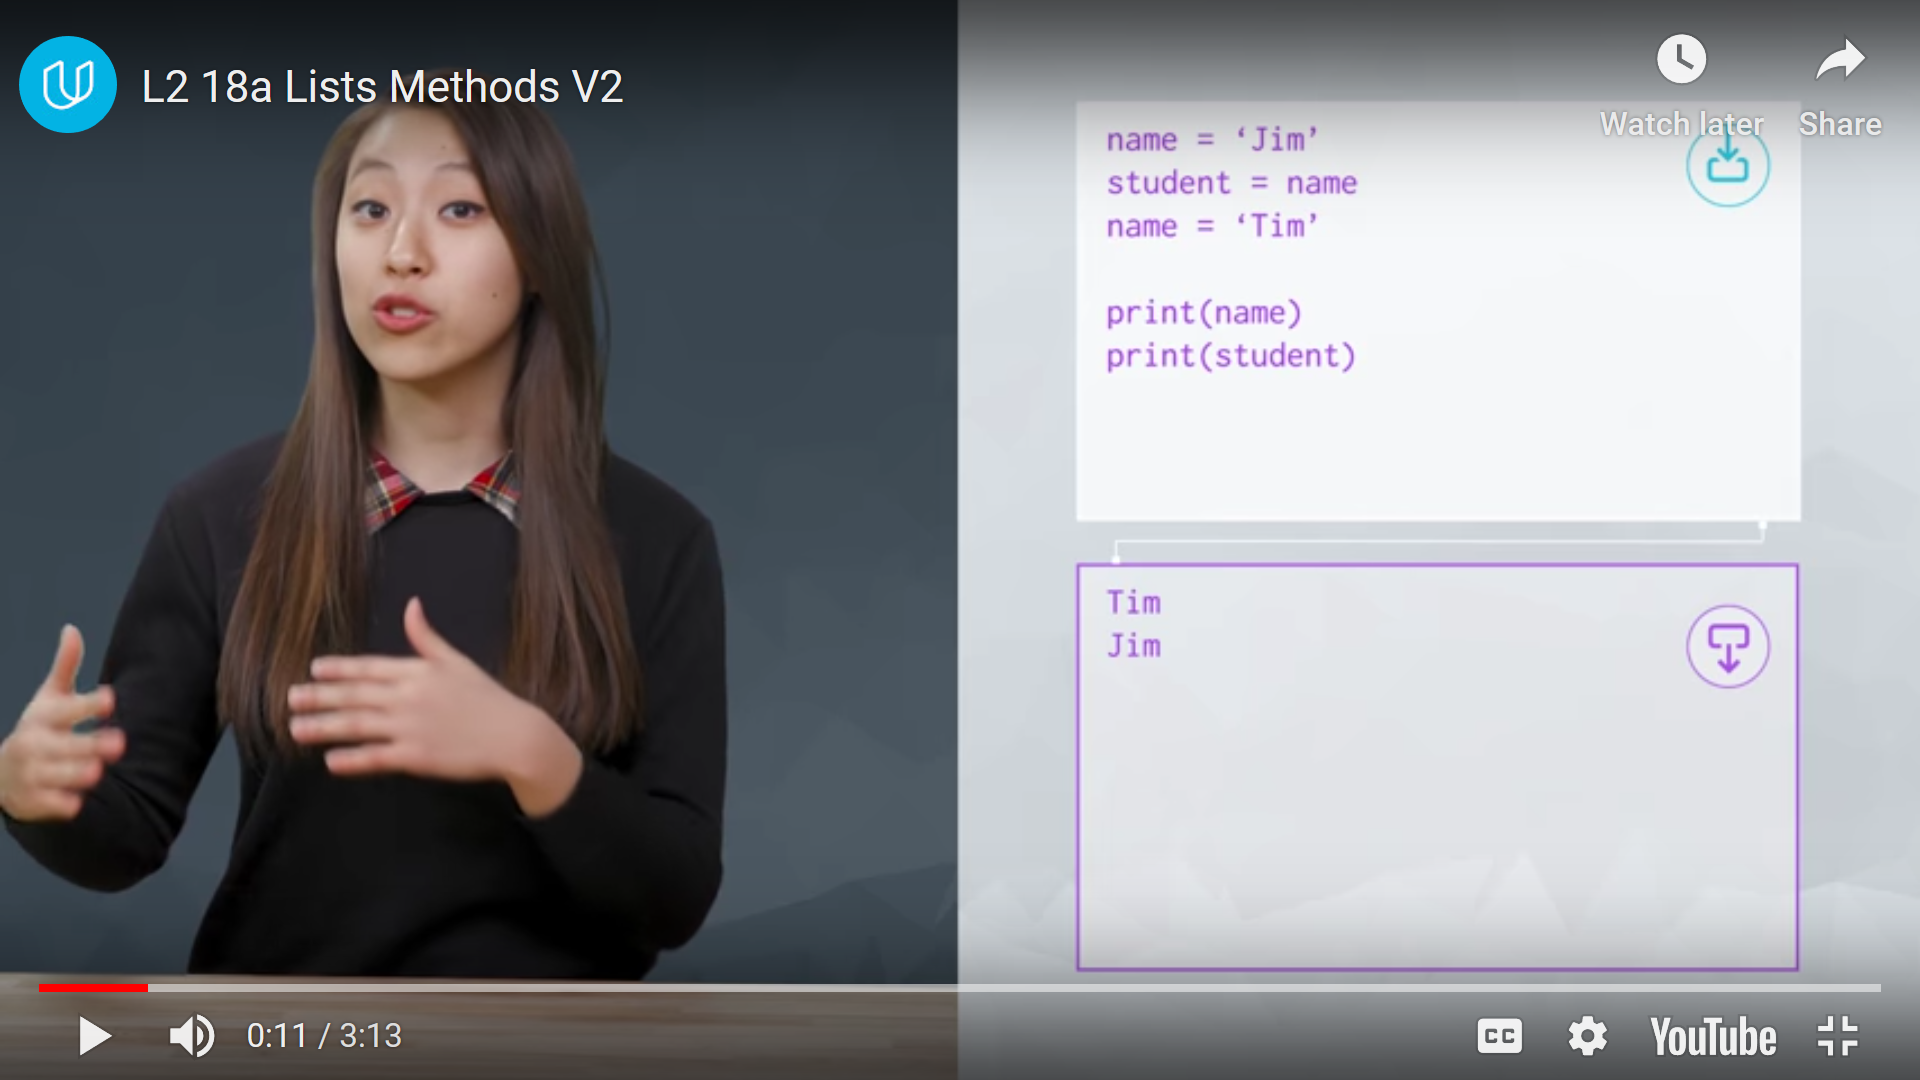 L2 18a Lists Methods V2
Watch later
Share
name = ‘Jim’
student = name
name = ‘Tim’
print(name)
print(student)
Tim
Jim
0:11 / 3:13
CC
YouTube